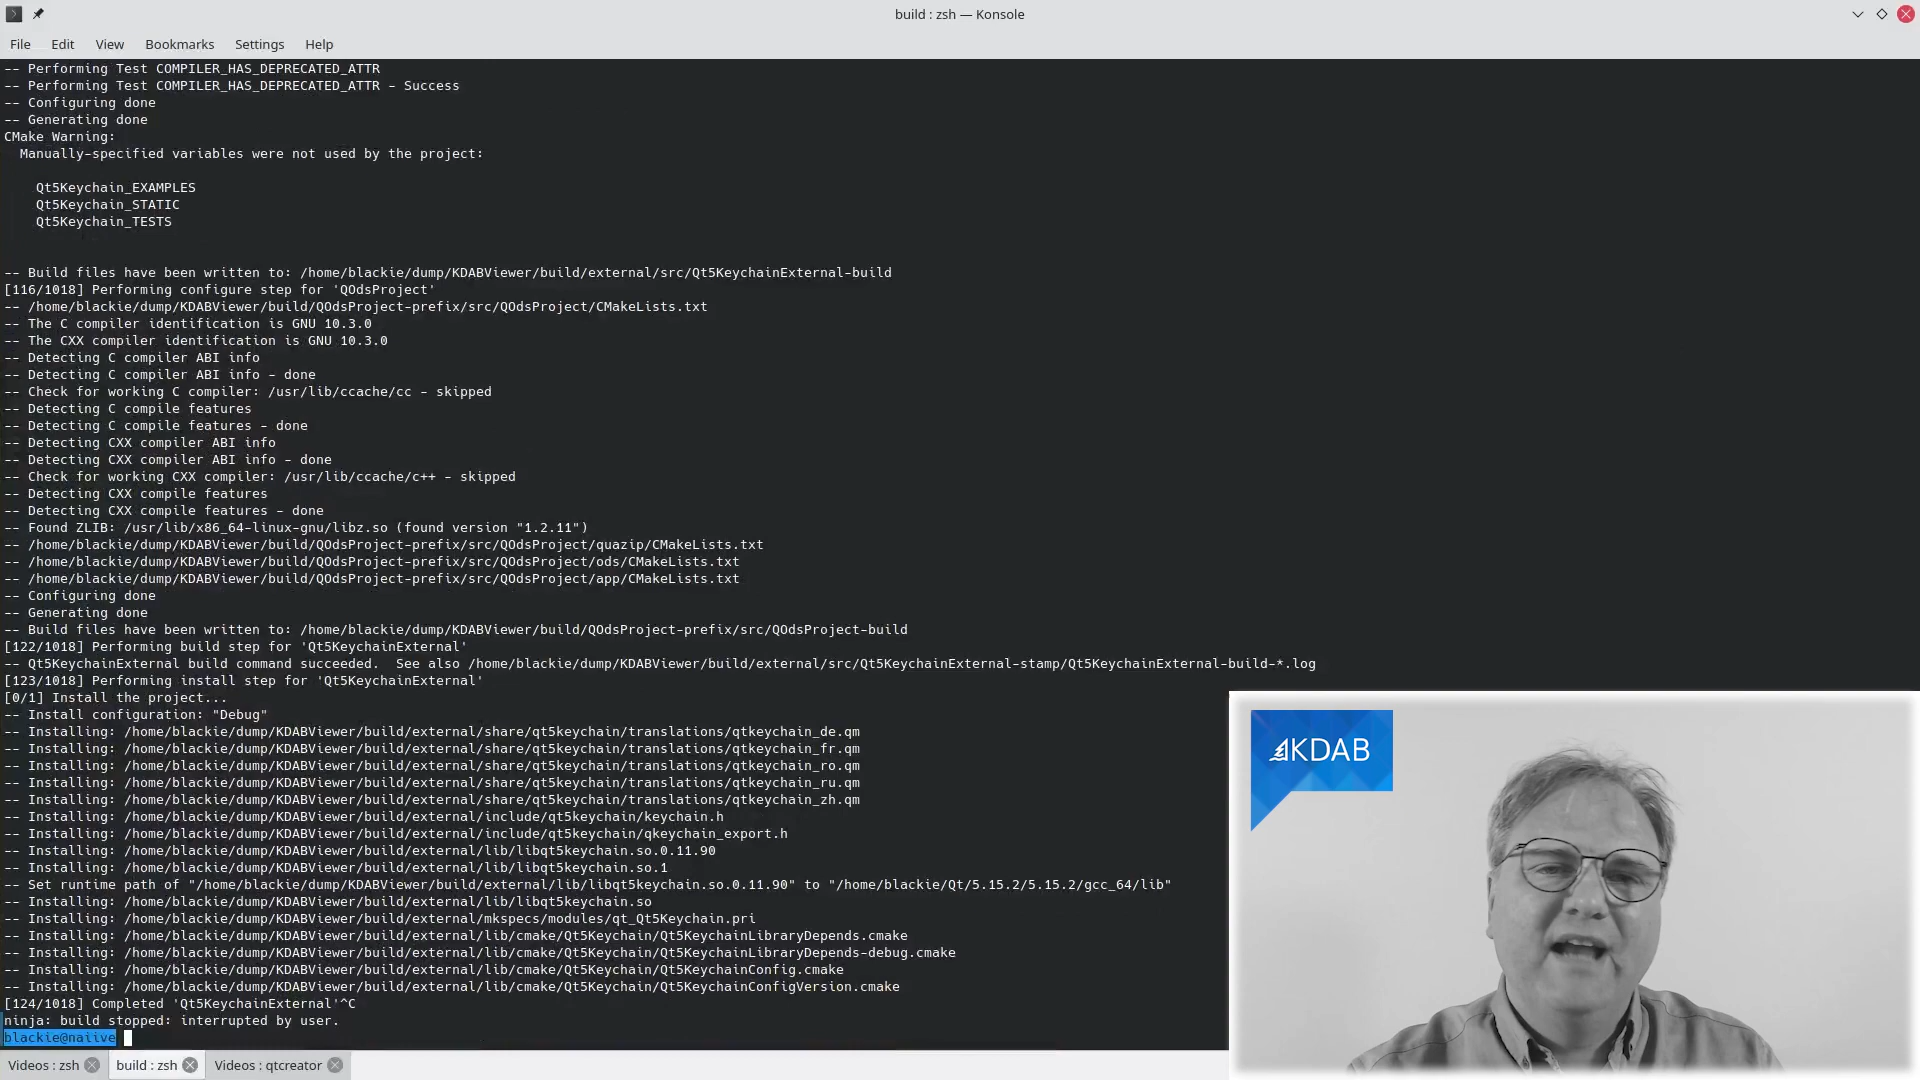 build : zsh — Konsole
File Edit View Bookmarks Settings Help
-- Performing Test COMPILER_HAS_DEPRECATED_ATTR
-- Performing Test COMPILER_HAS_DEPRECATED_ATTR - Success
-- Configuring done
-- Generating done
CMake Warning:
  Manually-specified variables were not used by the project:
    Qt5Keychain_EXAMPLES
    Qt5Keychain_STATIC
    Qt5Keychain_TESTS
-- Build files have been written to: /home/blackie/dump/KDABViewer/build/external/src/Qt5KeychainExternal-build
[116/1018] Performing configure step for 'QOdsProject'
-- /home/blackie/dump/KDABViewer/build/QOdsProject-prefix/src/QOdsProject/CMakeLists.txt
-- The C compiler identification is GNU 10.3.0
-- The CXX compiler identification is GNU 10.3.0
-- Detecting C compiler ABI info
-- Detecting C compiler ABI info - done
-- Check for working C compiler: /usr/lib/ccache/cc - skipped
-- Detecting C compile features
-- Detecting C compile features - done
-- Detecting CXX compiler ABI info
-- Detecting CXX compiler ABI info - done
-- Check for working CXX compiler: /usr/lib/ccache/c++ - skipped
-- Detecting CXX compile features
-- Detecting CXX compile features - done
-- Found ZLIB: /usr/lib/x86_64-linux-gnu/libz.so (found version "1.2.11")
-- /home/blackie/dump/KDABViewer/build/QOdsProject-prefix/src/QOdsProject/quazip/CMakeLists.txt
-- /home/blackie/dump/KDABViewer/build/QOdsProject-prefix/src/QOdsProject/ods/CMakeLists.txt
-- /home/blackie/dump/KDABViewer/build/QOdsProject-prefix/src/QOdsProject/app/CMakeLists.txt
-- Configuring done
-- Generating done
-- Build files have been written to: /home/blackie/dump/KDABViewer/build/QOdsProject-prefix/src/QOdsProject-build
[122/1018] Performing build step for 'Qt5KeychainExternal'
-- Qt5KeychainExternal build command succeeded.  See also /home/blackie/dump/KDABViewer/build/external/src/Qt5KeychainExternal-stamp/Qt5KeychainExternal-build-*.log
[123/1018] Performing install step for 'Qt5KeychainExternal'
[0/1] Install the project...
-- Install configuration: "Debug"
-- Installing: /home/blackie/dump/KDABViewer/build/external/share/qt5keychain/translations/qtkeychain_de.qm
-- Installing: /home/blackie/dump/KDABViewer/build/external/share/qt5keychain/translations/qtkeychain_fr.qm
-- Installing: /home/blackie/dump/KDABViewer/build/external/share/qt5keychain/translations/qtkeychain_ro.qm
-- Installing: /home/blackie/dump/KDABViewer/build/external/share/qt5keychain/translations/qtkeychain_ru.qm
-- Installing: /home/blackie/dump/KDABViewer/build/external/share/qt5keychain/translations/qtkeychain_zh.qm
-- Installing: /home/blackie/dump/KDABViewer/build/external/include/qt5keychain/keychain.h
-- Installing: /home/blackie/dump/KDABViewer/build/external/include/qt5keychain/qkeychain_export.h
-- Installing: /home/blackie/dump/KDABViewer/build/external/lib/libqt5keychain.so.0.11.90
-- Installing: /home/blackie/dump/KDABViewer/build/external/lib/libqt5keychain.so.1
-- Set runtime path of "/home/blackie/dump/KDABViewer/build/external/lib/libqt5keychain.so.0.11.90" to "/home/blackie/Qt/5.15.2/5.15.2/gcc_64/lib"
-- Installing: /home/blackie/dump/KDABViewer/build/external/lib/libqt5keychain.so
-- Installing: /home/blackie/dump/KDABViewer/build/external/mkspecs/modules/qt_Qt5Keychain.pri
-- Installing: /home/blackie/dump/KDABViewer/build/external/lib/cmake/Qt5Keychain/Qt5KeychainLibraryDepends.cmake
-- Installing: /home/blackie/dump/KDABViewer/build/external/lib/cmake/Qt5Keychain/Qt5KeychainLibraryDepends-debug.cmake
-- Installing: /home/blackie/dump/KDABViewer/build/external/lib/cmake/Qt5Keychain/Qt5KeychainConfig.cmake
-- Installing: /home/blackie/dump/KDABViewer/build/external/lib/cmake/Qt5Keychain/Qt5KeychainConfigVersion.cmake
[124/1018] Completed 'Qt5KeychainExternal'^C
ninja: build stopped: interrupted by user.
blackie@naiive
KDAB
Videos : zsh build : zsh Videos : qtcreator